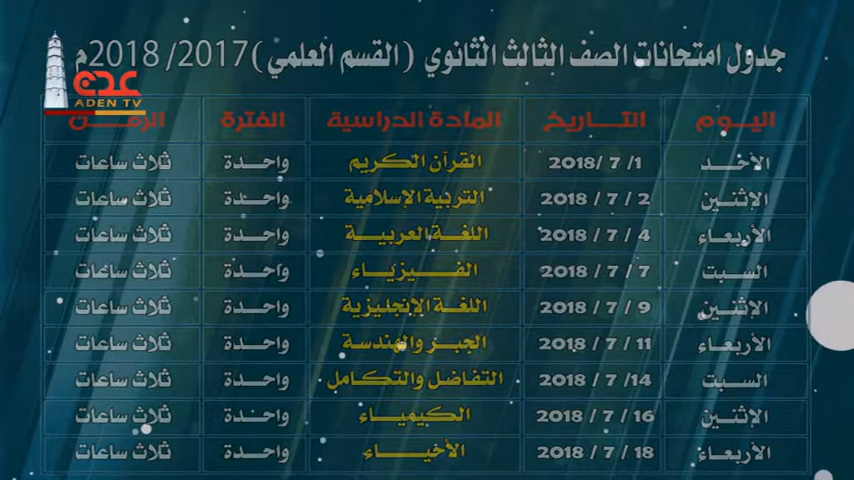 جدول امتحانات الصف الثالث الثانوي ( القسم العلمي ) 2017/ 2018م
عدن
ADEN TV
اليوم التاريخ المادة الدراسية الفترة الزمن
الأحد 1/ 7 /2018 القرآن الكريم واحدة ثلاث ساعات
الإثنين 2 / 7 / 2018 التربية الإسلامية واحدة ثلاث ساعات
الأربعاء 4 / 7 / 2018 اللغة العربية واحدة ثلاث ساعات
السبت 7 / 7 / 2018 الفيزياء واحدة ثلاث ساعات
الإثنين 9 / 7 / 2018 اللغة الإنجليزية واحدة ثلاث ساعات
الأربعاء 11 / 7 / 2018 الجبر والهندسة واحدة ثلاث ساعات
السبت 14/ 7 / 2018 التفاضل والتكامل واحدة ثلاث ساعات
الإثنين 16 / 7 / 2018 الكيمياء واحدة ثلاث ساعات
الأربعاء 18 / 7 / 2018 الأحياء واحدة ثلاث ساعات